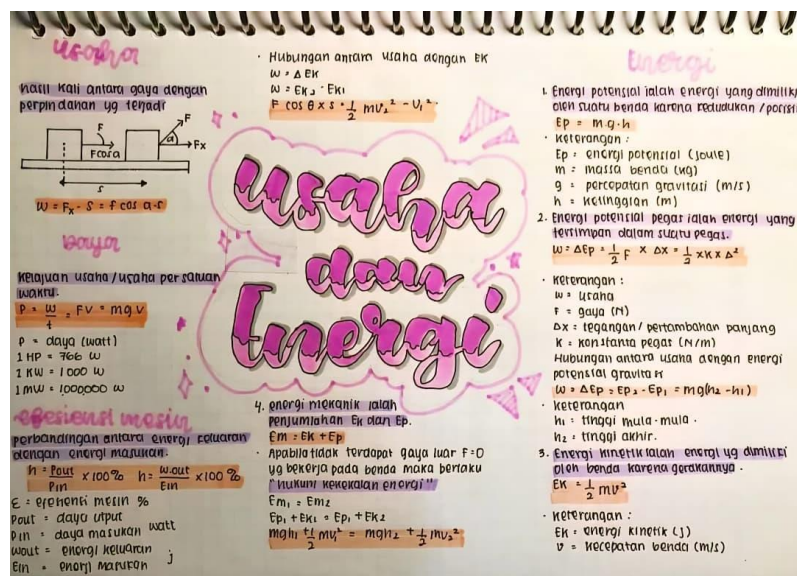 usaha
hasil kali antara gaya dengan
perpindahan yg terjadi
F
Fcosa
F
a
Fx
s
W = Fx - S = f cos a.s
Daya
Kelajuan usaha / usaha per satuan
waktu.
P = W/t = FV = mg.V
P = daya (watt)
1 HP = 766 W
1 KW = 1000 W
1 mW = 1000,000 W
efesiensi mesin
perbandingan antara energi keluaran
dengan energi masukan.
h = Pout/Pin x 100% h = W.out/Ein x 100 %
E = efesiensi mesin %
Pout = daya utput
Pin = daya masukan watt
Wout = energi keluaran
Ein = energi masukan j
· Hubungan antara usaha dengan EK
W = Δ EK
W = EK2 - EK1
F cos θ x s = 1/2 mV2² - V1²
usaha
dan
Energi
4. energi mekanik ialah
penjumlahan Ek dan Ep.
Em = EK + Ep
· Apabila tidak terdapat gaya luar F=0
yg bekerja pada benda maka berlaku
"hukum kekekalan energi"
Em1 = Em2
Ep1 + EK1 = Ep1 + EK2
mgh1 + 1/2 mv1² = mgh2 + 1/2 mv2²
Energi
1. Energi potensial ialah energi yang dimiliki
oleh suatu benda karena kedudukan / posisi
Ep = m.g.h
· Keterangan :
Ep = energi potensial (joule)
m = massa benda (kg)
g = percepatan gravitasi (m/s)
h = ketinggian (m)
2. Energi potensial pegas ialah energi yang
tersimpan dalam suatu pegas.
W = ΔEp = 1/2 F x Δx = 1/2 x K x Δ²
· Keterangan :
W = usaha
F = gaya (N)
Δx = tegangan / pertambahan panjang
K = konstanta pegas (N/m)
Hubungan antara usaha dengan energi
potensial gravitasi
W = ΔEp = EP2 - EP1 = mg(h2 - h1)
· Keterangan
h1 = tinggi mula-mula.
h2 = tinggi akhir.
3. Energi kinetik ialah energi yg dimiliki
oleh benda karena gerakannya.
EK = 1/2 mv²
· Keterangan :
EK = energi kinetik (j)
v = kecepatan benda (m/s)